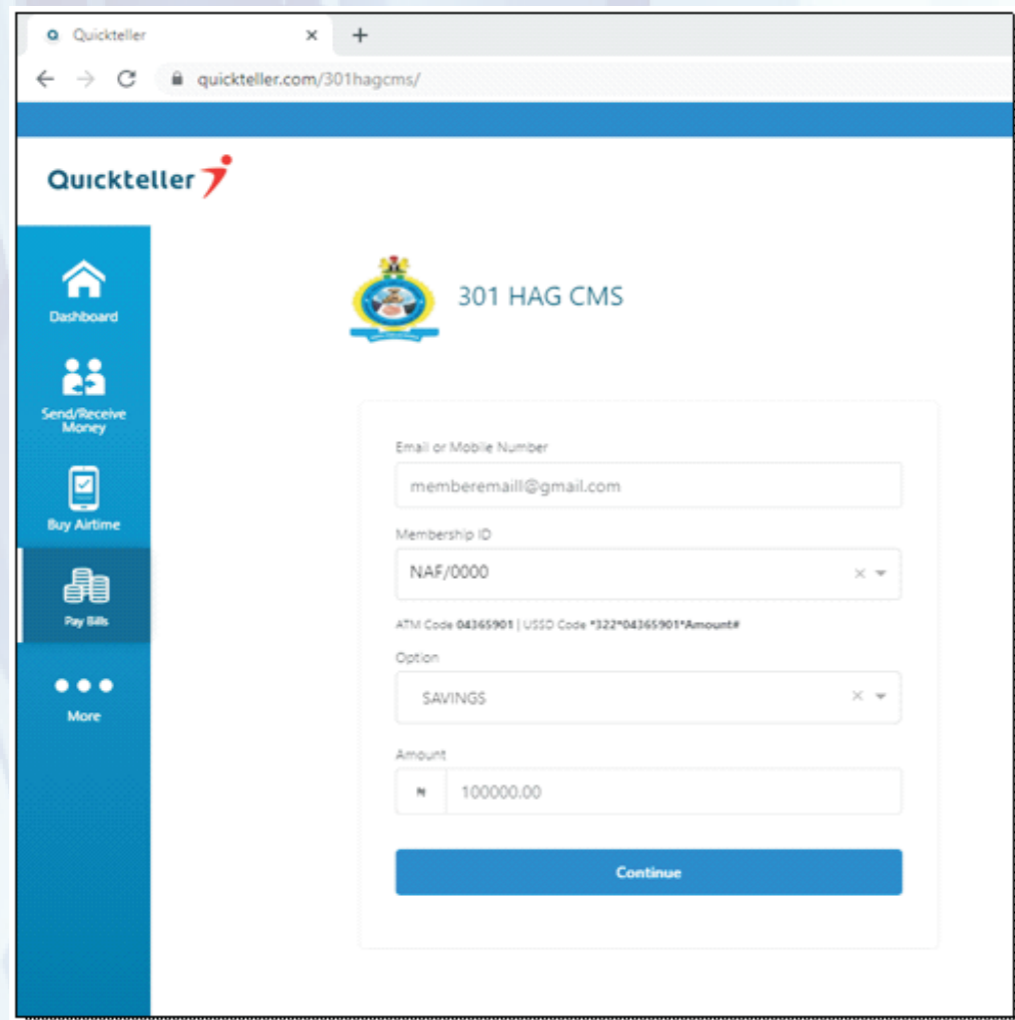 Quickteller
quickteller.com/301hagcms/
Quickteller
Dashboard
Send/Receive
Money
Buy Airtime
Pay Bills
More
301 HAG CMS
Email or Mobile Number
memberemaill@gmail.com
Membership ID
NAF/0000
ATM Code 04365901 | USSD Code *322*04365901*Amount#
Option
SAVINGS
Amount
₦ 100000.00
Continue